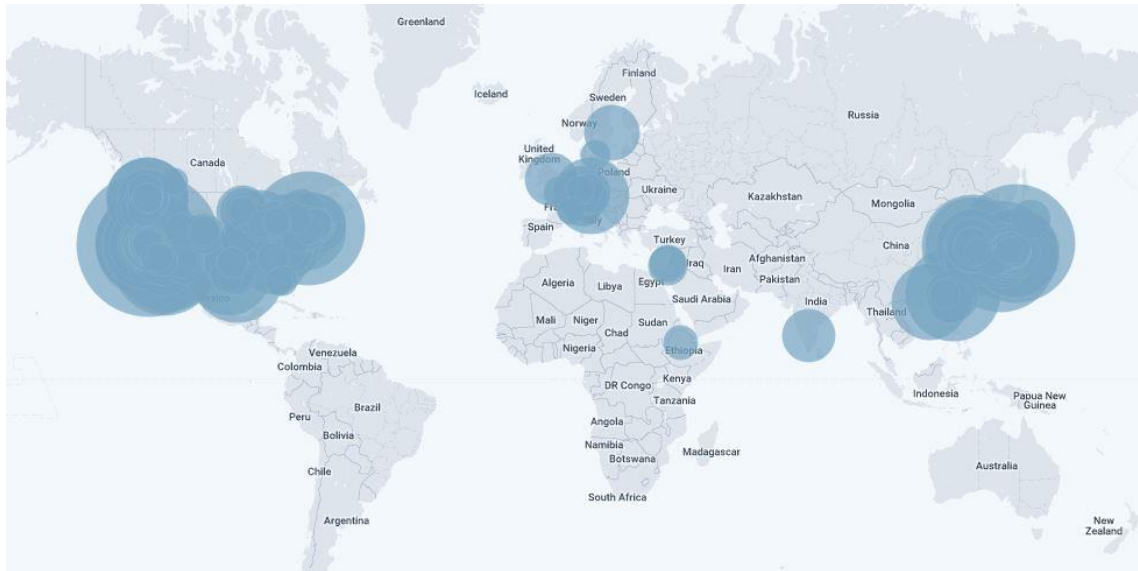 Greenland
Iceland
Finland
Sweden
Norway
Russia
Canada
United
Kingdom
Poland
Ukraine
Kazakhstan
Mongolia
Spain
Turkey
China
Iraq
Iran
Afghanistan
Pakistan
Algeria
Libya
Egypt
Saudi Arabia
India
Mali
Niger
Chad
Sudan
Thailand
Nigeria
Ethiopia
Venezuela
Colombia
Kenya
DR Congo
Tanzania
Indonesia
Papua New
Guinea
Peru
Brazil
Angola
Bolivia
Namibia
Botswana
Madagascar
Chile
Australia
South Africa
Argentina
New
Zealand